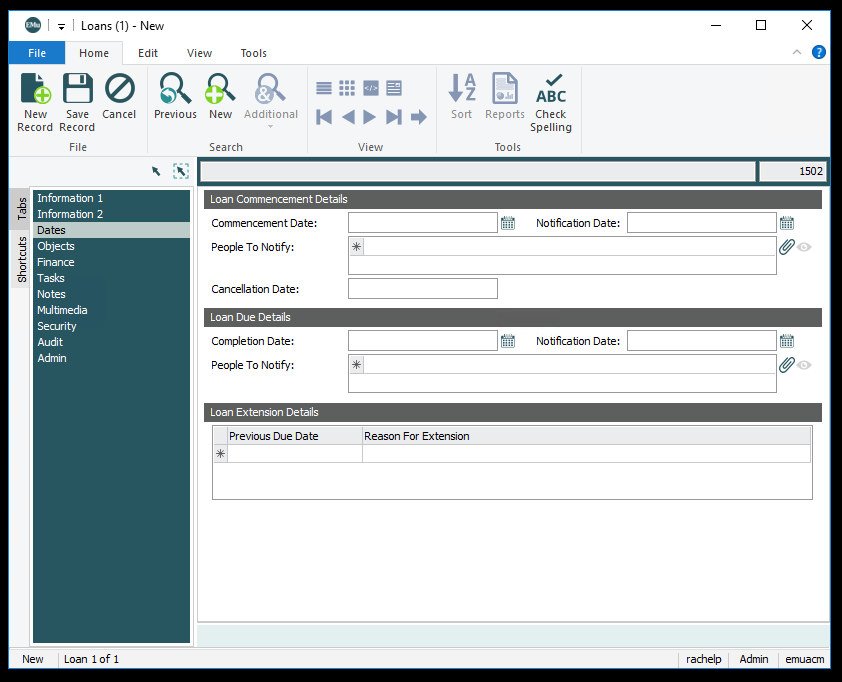 EMu Loans (1) - New
File Home Edit View Tools ?
New Record
Save Record
Cancel
File
Previous
New
& Additional
Search
</>
View
A Z Sort
Reports
ABC Check Spelling
Tools
1502
Tabs
Shortcuts
Information 1
Information 2
Dates
Objects
Finance
Tasks
Notes
Multimedia
Security
Audit
Admin
Loan Commencement Details
Commencement Date: Notification Date:
People To Notify:
Cancellation Date:
Loan Due Details
Completion Date: Notification Date:
People To Notify:
Loan Extension Details
Previous Due Date Reason For Extension
New Loan 1 of 1 rachelp Admin emuacm